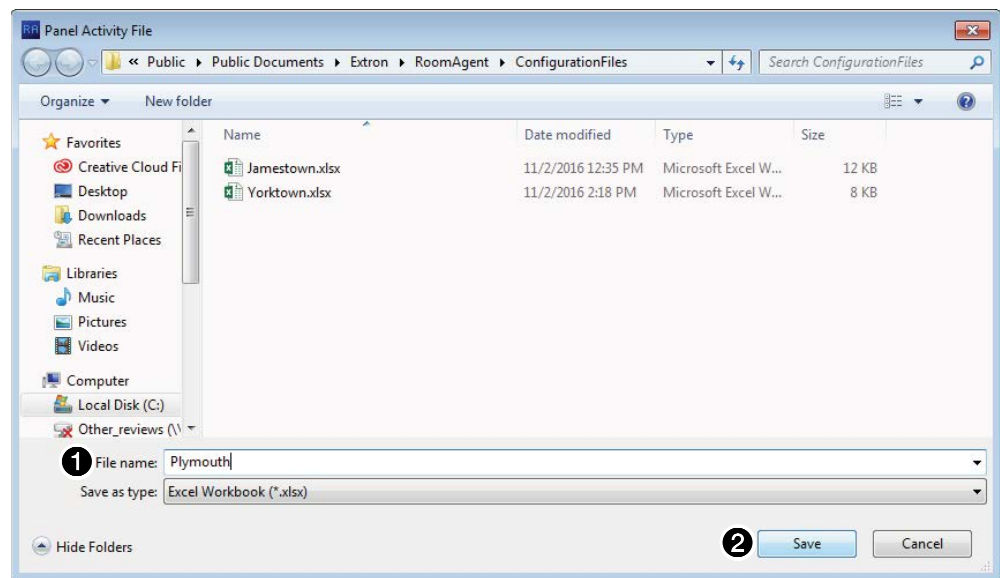 RA Panel Activity File
« Public ▸ Public Documents ▸ Extron ▸ RoomAgent ▸ ConfigurationFiles Search ConfigurationFiles
Organize ▾ New folder
Name Date modified Type Size
Jamestown.xlsx 11/2/2016 12:35 PM Microsoft Excel W... 12 KB
Yorktown.xlsx 11/2/2016 2:18 PM Microsoft Excel W... 8 KB
Favorites
Creative Cloud Fi
Desktop
Downloads
Recent Places
Libraries
Music
Pictures
Videos
Computer
Local Disk (C:)
Other_reviews (\\
1 File name: Plymouth
Save as type: Excel Workbook (*.xlsx)
Hide Folders 2 Save Cancel